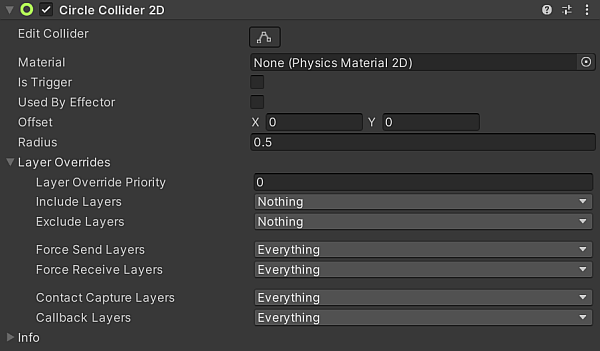 Circle Collider 2D
Edit Collider
Material None (Physics Material 2D)
Is Trigger
Used By Effector
Offset X 0 Y 0
Radius 0.5
Layer Overrides
Layer Override Priority 0
Include Layers Nothing
Exclude Layers Nothing
Force Send Layers Everything
Force Receive Layers Everything
Contact Capture Layers Everything
Callback Layers Everything
Info